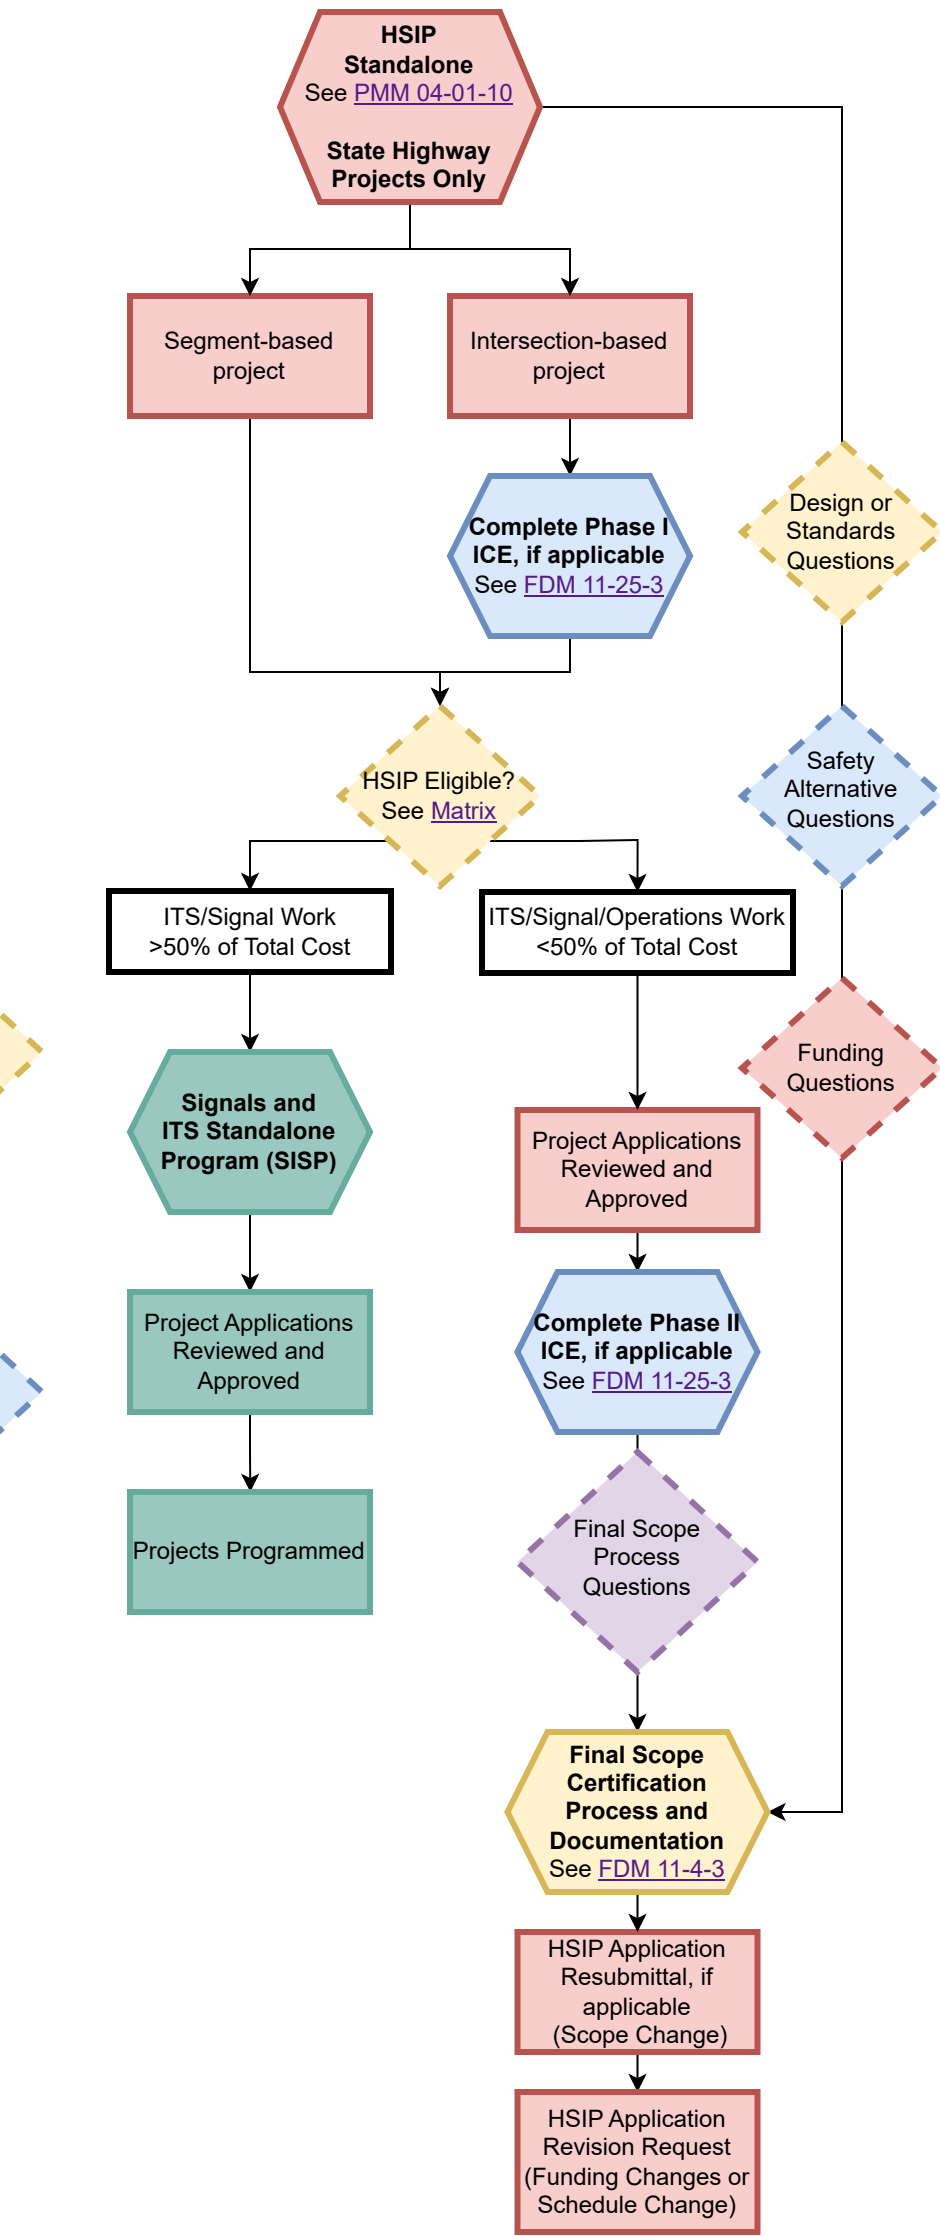 HSIP
Standalone
See PMM 04-01-10
State Highway
Projects Only
Segment-based
project
Intersection-based
project
Complete Phase I
ICE, if applicable
See FDM 11-25-3
Design or
Standards
Questions
HSIP Eligible?
See Matrix
Safety
Alternative
Questions
ITS/Signal Work
>50% of Total Cost
ITS/Signal/Operations Work
<50% of Total Cost
Funding
Questions
Signals and
ITS Standalone
Program (SISP)
Project Applications
Reviewed and
Approved
Project Applications
Reviewed and
Approved
Complete Phase II
ICE, if applicable
See FDM 11-25-3
Projects Programmed
Final Scope
Process
Questions
Final Scope
Certification
Process and
Documentation
See FDM 11-4-3
HSIP Application
Resubmittal, if
applicable
(Scope Change)
HSIP Application
Revision Request
(Funding Changes or
Schedule Change)